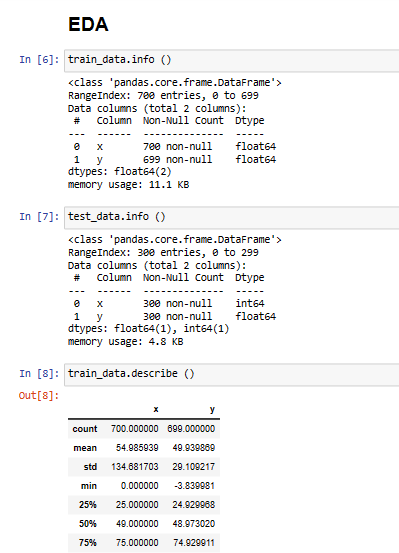 EDA
In [6]: train_data.info ()
<class 'pandas.core.frame.DataFrame'>
RangeIndex: 700 entries, 0 to 699
Data columns (total 2 columns):
 #   Column  Non-Null Count  Dtype
---  ------  --------------  -----
 0   x       700 non-null    float64
 1   y       699 non-null    float64
dtypes: float64(2)
memory usage: 11.1 KB
In [7]: test_data.info ()
<class 'pandas.core.frame.DataFrame'>
RangeIndex: 300 entries, 0 to 299
Data columns (total 2 columns):
 #   Column  Non-Null Count  Dtype
---  ------  --------------  -----
 0   x       300 non-null    int64
 1   y       300 non-null    float64
dtypes: float64(1), int64(1)
memory usage: 4.8 KB
In [8]: train_data.describe ()
Out[8]:
x y
count 700.000000 699.000000
mean 54.985939 49.939869
std 134.681703 29.109217
min 0.000000 -3.839981
25% 25.000000 24.929968
50% 49.000000 48.973020
75% 75.000000 74.929911